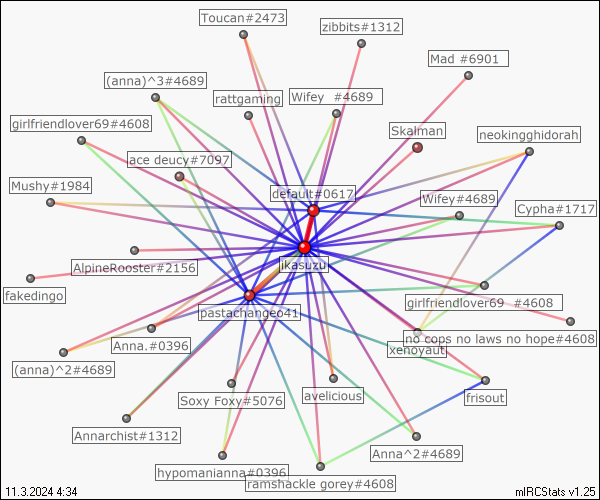 Toucan#2473
zibbits#1312
Mad #6901
(anna)^3#4689
rattgaming
Wifey  #4689
girlfriendlover69#4608
Skalman
neokingghidorah
ace deucy#7097
Mushy#1984
default#0617
Wifey#4689
Cypha#1717
AlpineRooster#2156
jkasuzu
fakedingo
girlfriendlover69  #4608
pastachangeo41
Anna.#0396
no cops no laws no hope#4608
xenoyauti
(anna)^2#4689
Soxy Foxy#5076
avelicious
frisout
Annarchist#1312
Anna^2#4689
hypomanianna#0396
ramshackle gorey#4608
11.3.2024 4:34
mIRCStats v1.25